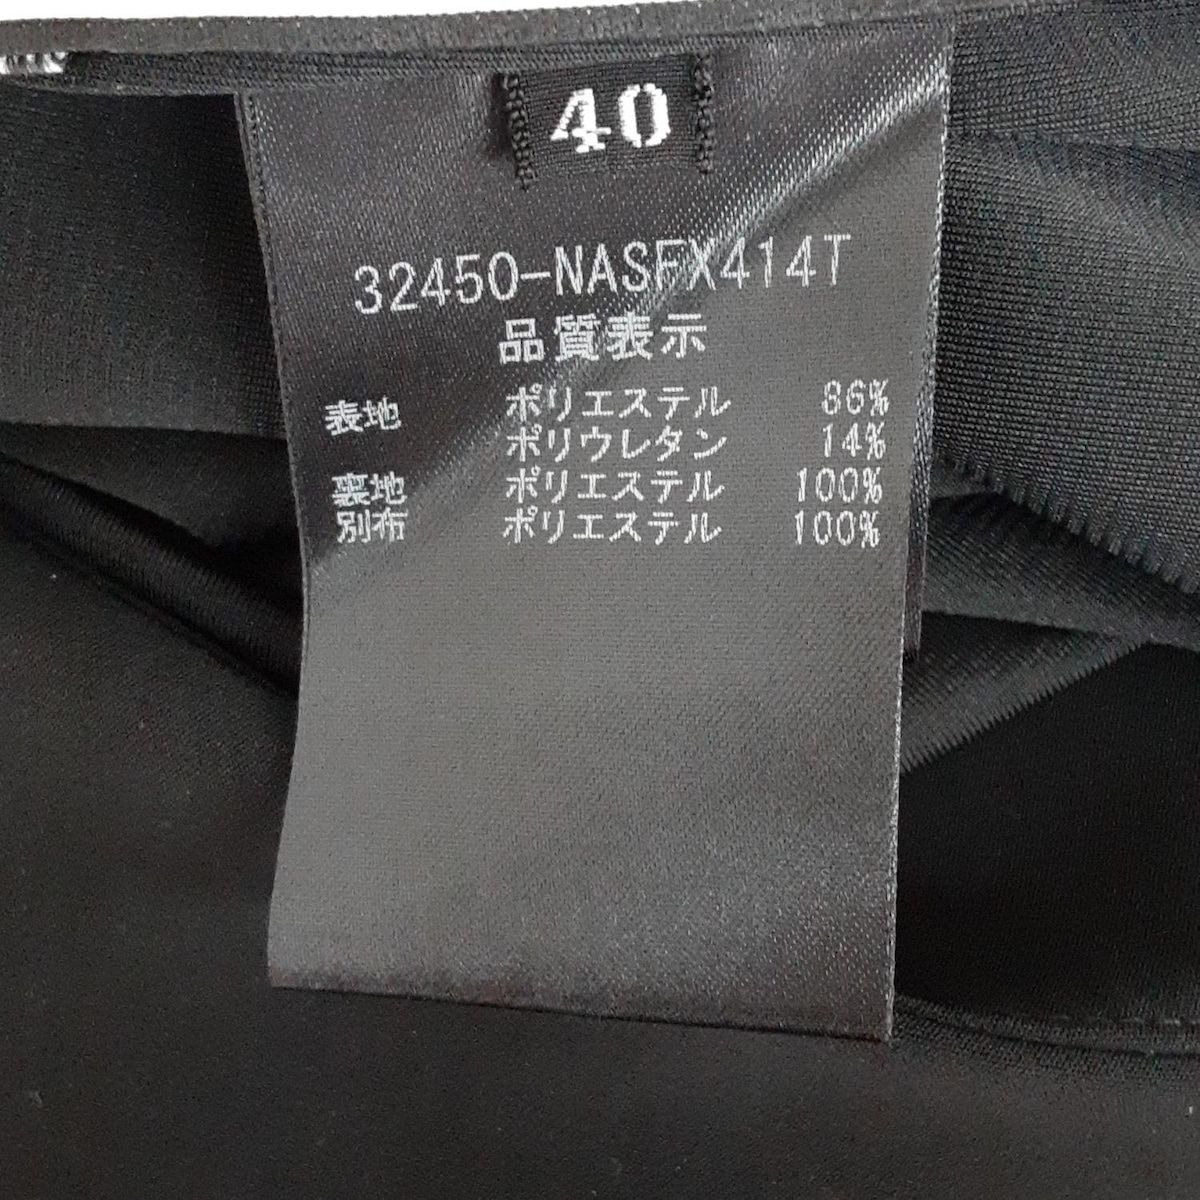 40
32450-NASFX414T
品質表示
表地 ポリエステル 86%
ポリウレタン 14%
裏地 ポリエステル 100%
別布 ポリエステル 100%